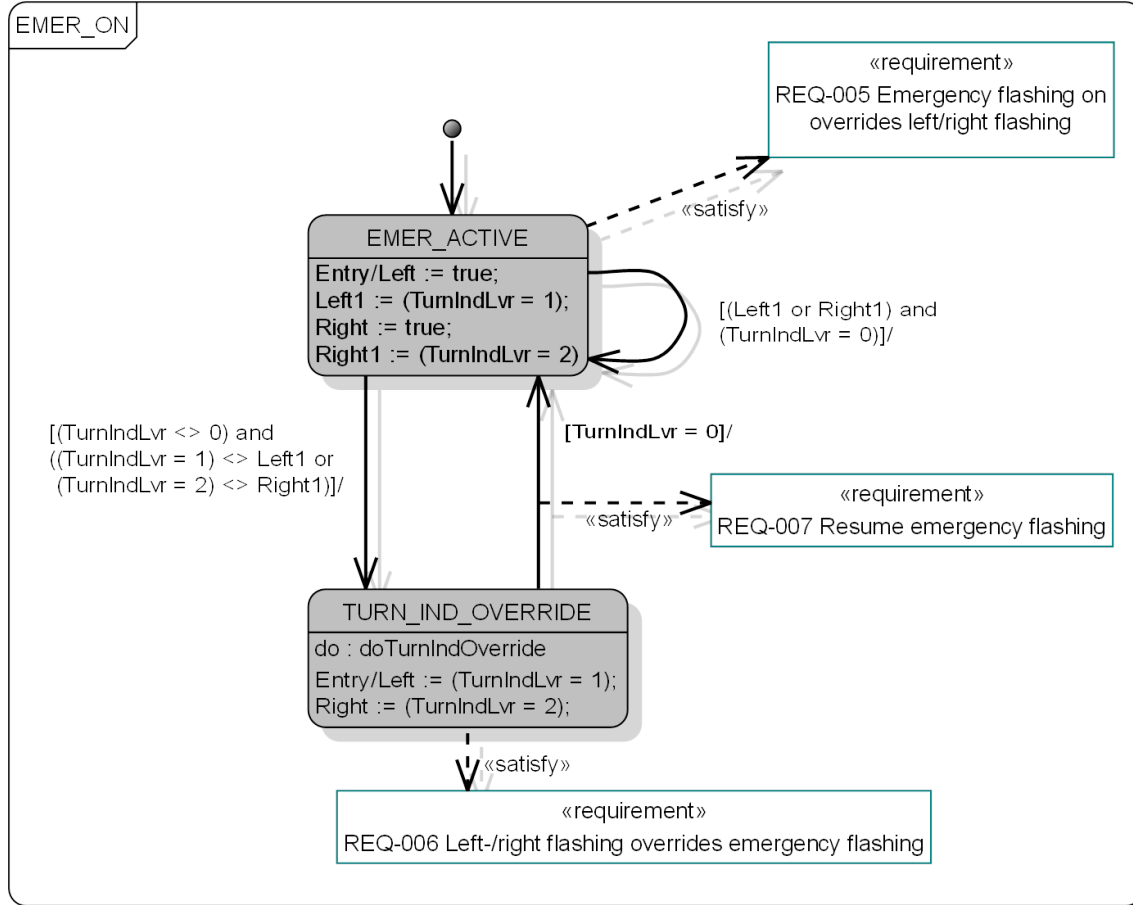 EMER_ON
«requirement»
REQ-005 Emergency flashing on
overrides left/right flashing
«satisfy»
EMER_ACTIVE
Entry/Left := true;
Left1 := (TurnIndLvr = 1);
Right := true;
Right1 := (TurnIndLvr = 2)
[(Left1 or Right1) and
(TurnIndLvr = 0)]/
[((TurnIndLvr <> 0) and
((TurnIndLvr = 1) <> Left1 or
(TurnIndLvr = 2) <> Right1)]/
[TurnIndLvr = 0]/
«satisfy»
«requirement»
REQ-007 Resume emergency flashing
TURN_IND_OVERRIDE
do : doTurnIndOverride
Entry/Left := (TurnIndLvr = 1);
Right := (TurnIndLvr = 2);
«satisfy»
«requirement»
REQ-006 Left-/right flashing overrides emergency flashing